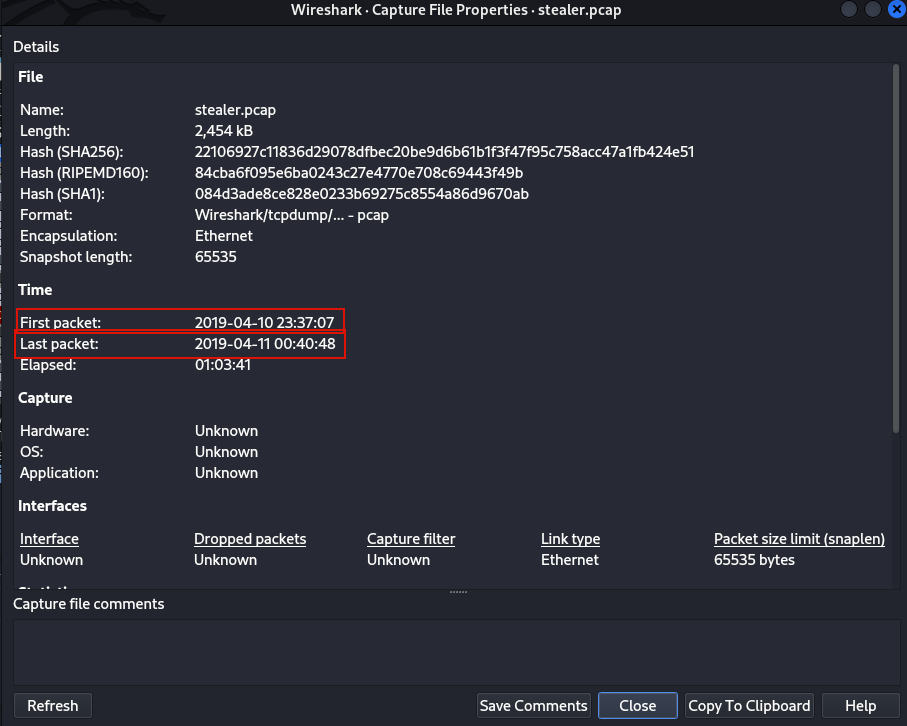 Wireshark · Capture File Properties · stealer.pcap
Details
File
Name: stealer.pcap
Length: 2,454 kB
Hash (SHA256): 22106927c11836d29078dfbec20be9d6b61b1f3f47f95c758acc47a1fb424e51
Hash (RIPEMD160): 84cba6f095e6ba0243c27e4770e708c69443f49b
Hash (SHA1): 084d3ade8ce828e0233b69275c8554a86d9670ab
Format: Wireshark/tcpdump/... - pcap
Encapsulation: Ethernet
Snapshot length: 65535
Time
First packet: 2019-04-10 23:37:07
Last packet: 2019-04-11 00:40:48
Elapsed: 01:03:41
Capture
Hardware: Unknown
OS: Unknown
Application: Unknown
Interfaces
Interface Dropped packets Capture filter Link type Packet size limit (snaplen)
Unknown Unknown Unknown Ethernet 65535 bytes
Capture file comments
Refresh Save Comments Close Copy To Clipboard Help